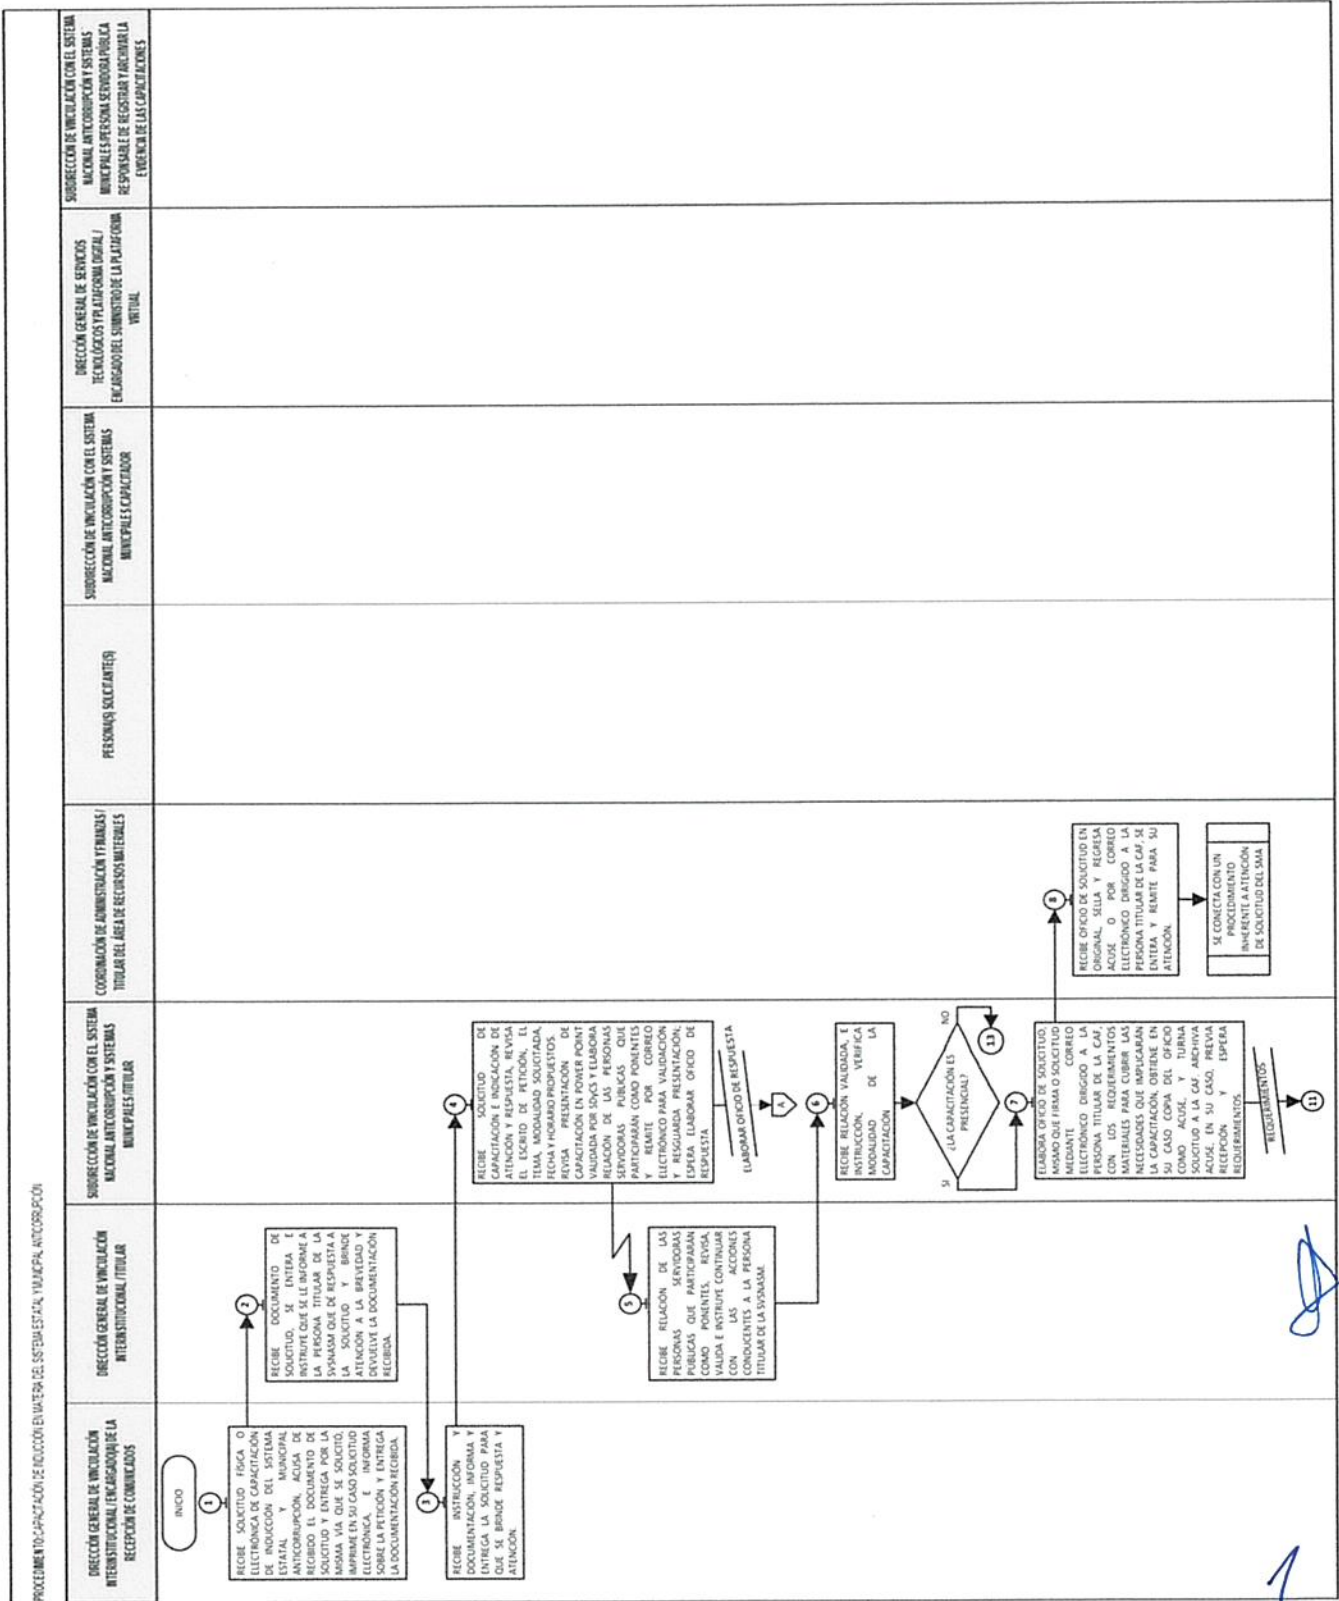 PROCEDIMIENTO: CAPACITACIÓN DE INDUCCIÓN EN MATERIA DEL SISTEMA ESTATAL Y MUNICIPAL ANTICORRUPCIÓN
DIRECCIÓN GENERAL DE VINCULACIÓN
INTERINSTITUCIONAL / ENCARGADO(A) DE LA
RECEPCIÓN DE COMUNICADOS
DIRECCIÓN GENERAL DE VINCULACIÓN
INTERINSTITUCIONAL /TITULAR
SUBDIRECCIÓN DE VINCULACIÓN CON EL SISTEMA
NACIONAL ANTICORRUPCIÓN Y SISTEMAS
MUNICIPALES /TITULAR
COORDINACIÓN DE ADMINISTRACIÓN Y FINANZAS /
TITULAR DEL ÁREA DE RECURSOS MATERIALES
PERSONA(S) SOLICITANTE(S)
SUBDIRECCIÓN DE VINCULACIÓN CON EL SISTEMA
NACIONAL ANTICORRUPCIÓN Y SISTEMAS
MUNICIPALES/CAPACITADOR
DIRECCIÓN GENERAL DE SERVICIOS
TECNOLÓGICOS Y PLATAFORMA DIGITAL /
ENCARGADO DEL SUMINISTRO DE LA PLATAFORMA
VIRTUAL
SUBDIRECCIÓN DE VINCULACIÓN CON EL SISTEMA
NACIONAL ANTICORRUPCIÓN Y SISTEMAS
MUNICIPALES/PERSONA SERVIDORA PÚBLICA
RESPONSABLE DE REGISTRAR Y ARCHIVAR LA
EVIDENCIA DE LAS CAPACITACIONES
INICIO
1
RECIBE SOLICITUD FÍSICA O
ELECTRÓNICA DE CAPACITACIÓN
DE INDUCCIÓN DEL SISTEMA
ESTATAL Y MUNICIPAL
ANTICORRUPCIÓN, ACUSA DE
RECIBIDO EL DOCUMENTO DE
SOLICITUD Y ENTREGA POR LA
MISMA VÍA QUE SE SOLICITÓ,
IMPRIME EN SU CASO SOLICITUD
ELECTRÓNICA, E INFORMA
SOBRE LA PETICIÓN Y ENTREGA
LA DOCUMENTACIÓN RECIBIDA.
2
RECIBE DOCUMENTO DE
SOLICITUD, SE ENTERA E
INSTRUYE QUE SE LE INFORME A
LA PERSONA TITULAR DE LA
SVSNASM QUE DE RESPUESTA A
LA SOLICITUD Y BRINDE
ATENCIÓN A LA BREVEDAD Y
DEVUELVE LA DOCUMENTACIÓN
RECIBIDA.
3
RECIBE INSTRUCCIÓN Y
DOCUMENTACIÓN, INFORMA Y
ENTREGA LA SOLICITUD PARA
QUE SE BRINDE RESPUESTA Y
ATENCIÓN.
4
RECIBE SOLICITUD DE
CAPACITACIÓN E INDICACIÓN DE
ATENCIÓN Y RESPUESTA, REVISA
EL ESCRITO DE PETICIÓN, EL
TEMA, MODALIDAD SOLICITADA,
FECHA Y HORARIO PROPUESTOS.
REVISA PRESENTACIÓN DE
CAPACITACIÓN EN POWER POINT
VALIDADA POR SDyCS Y ELABORA
RELACIÓN DE LAS PERSONAS
SERVIDORAS PÚBLICAS QUE
PARTICIPARÁN COMO PONENTES
Y REMITE POR CORREO
ELECTRÓNICO PARA VALIDACIÓN
Y RESGUARDA PRESENTACIÓN,
ESPERA ELABORAR OFICIO DE
RESPUESTA
ELABORAR OFICIO DE RESPUESTA
A
5
RECIBE RELACIÓN DE LAS
PERSONAS SERVIDORAS
PÚBLICAS QUE PARTICIPARÁN
COMO PONENTES, REVISA,
VALIDA E INSTRUYE CONTINUAR
CON LAS ACCIONES
CONDUCENTES A LA PERSONA
TITULAR DE LA SVSNASM.
6
RECIBE RELACIÓN VALIDADA, E
INSTRUCCIÓN, VERIFICA
MODALIDAD DE LA
CAPACITACIÓN
¿LA CAPACITACIÓN ES
PRESENCIAL?
SI
NO
13
7
ELABORA OFICIO DE SOLICITUD,
MISMO QUE FIRMA O SOLICITUD
MEDIANTE CORREO
ELECTRÓNICO DIRIGIDO A LA
PERSONA TITULAR DE LA CAF,
CON LOS REQUERIMIENTOS
MATERIALES PARA CUBRIR LAS
NECESIDADES QUE IMPLICARÁN
LA CAPACITACIÓN, OBTIENE EN
SU CASO COPIA DEL OFICIO
COMO ACUSE, Y TURNA
SOLICITUD A LA CAF, ARCHIVA
ACUSE, EN SU CASO, PREVIA
RECEPCIÓN Y ESPERA
REQUERIMIENTOS
REQUERIMIENTOS
11
8
RECIBE OFICIO DE SOLICITUD EN
ORIGINAL, SELLA Y REGRESA
ACUSE O POR CORREO
ELECTRÓNICO DIRIGIDO A LA
PERSONA TITULAR DE LA CAF, SE
ENTERA Y REMITE PARA SU
ATENCIÓN.
SE CONECTA CON UN
PROCEDIMIENTO
INHERENTE A ATENCIÓN
DE SOLICITUD DEL SMA